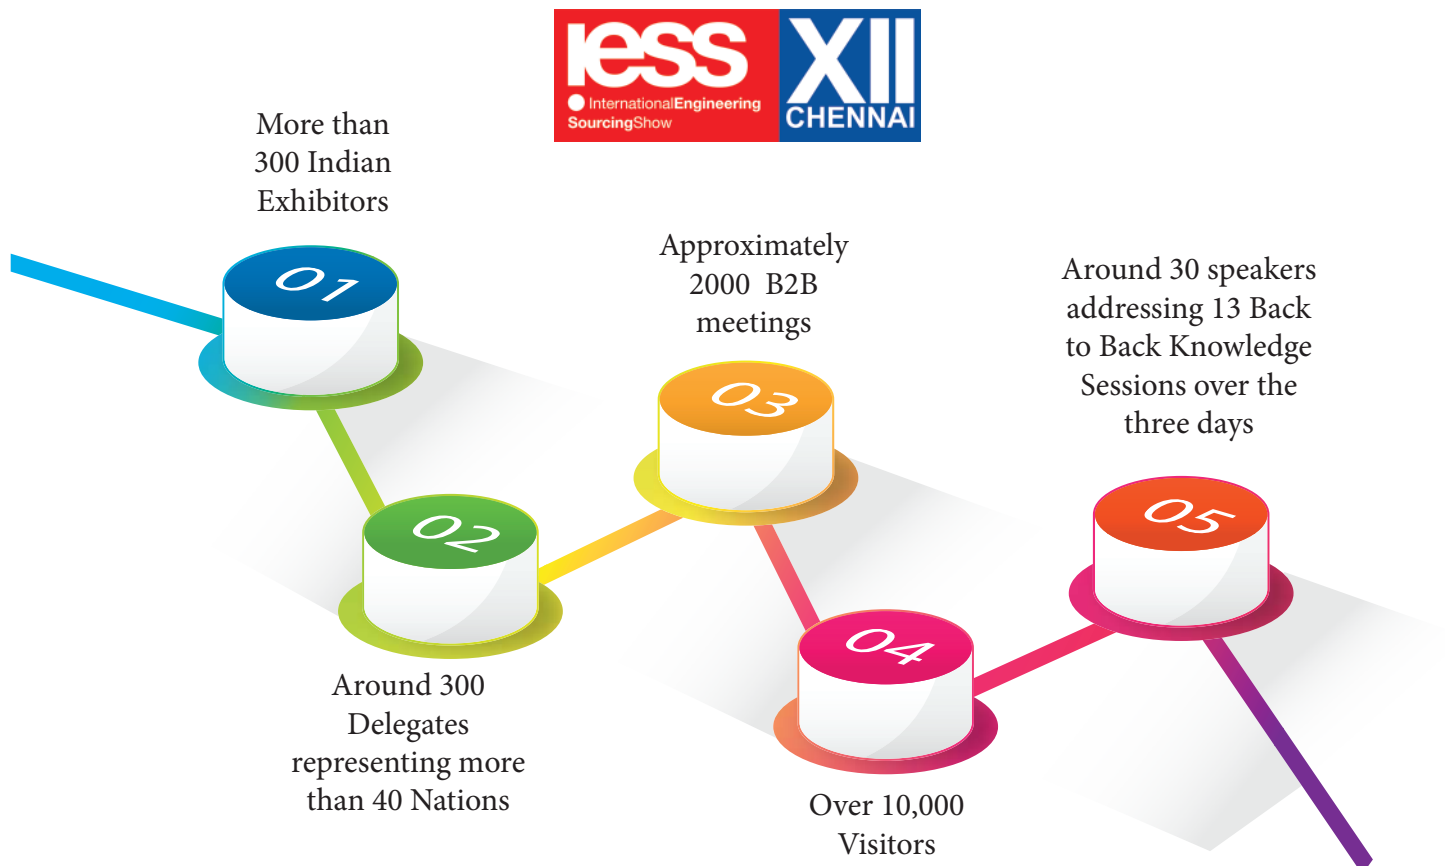 iess
InternationalEngineering
SourcingShow
XII
CHENNAI
More than
300 Indian
Exhibitors
01
02
Around 300
Delegates
representing more
than 40 Nations
Approximately
2000 B2B
meetings
03
04
Over 10,000
Visitors
Around 30 speakers
addressing 13 Back
to Back Knowledge
Sessions over the
three days
05